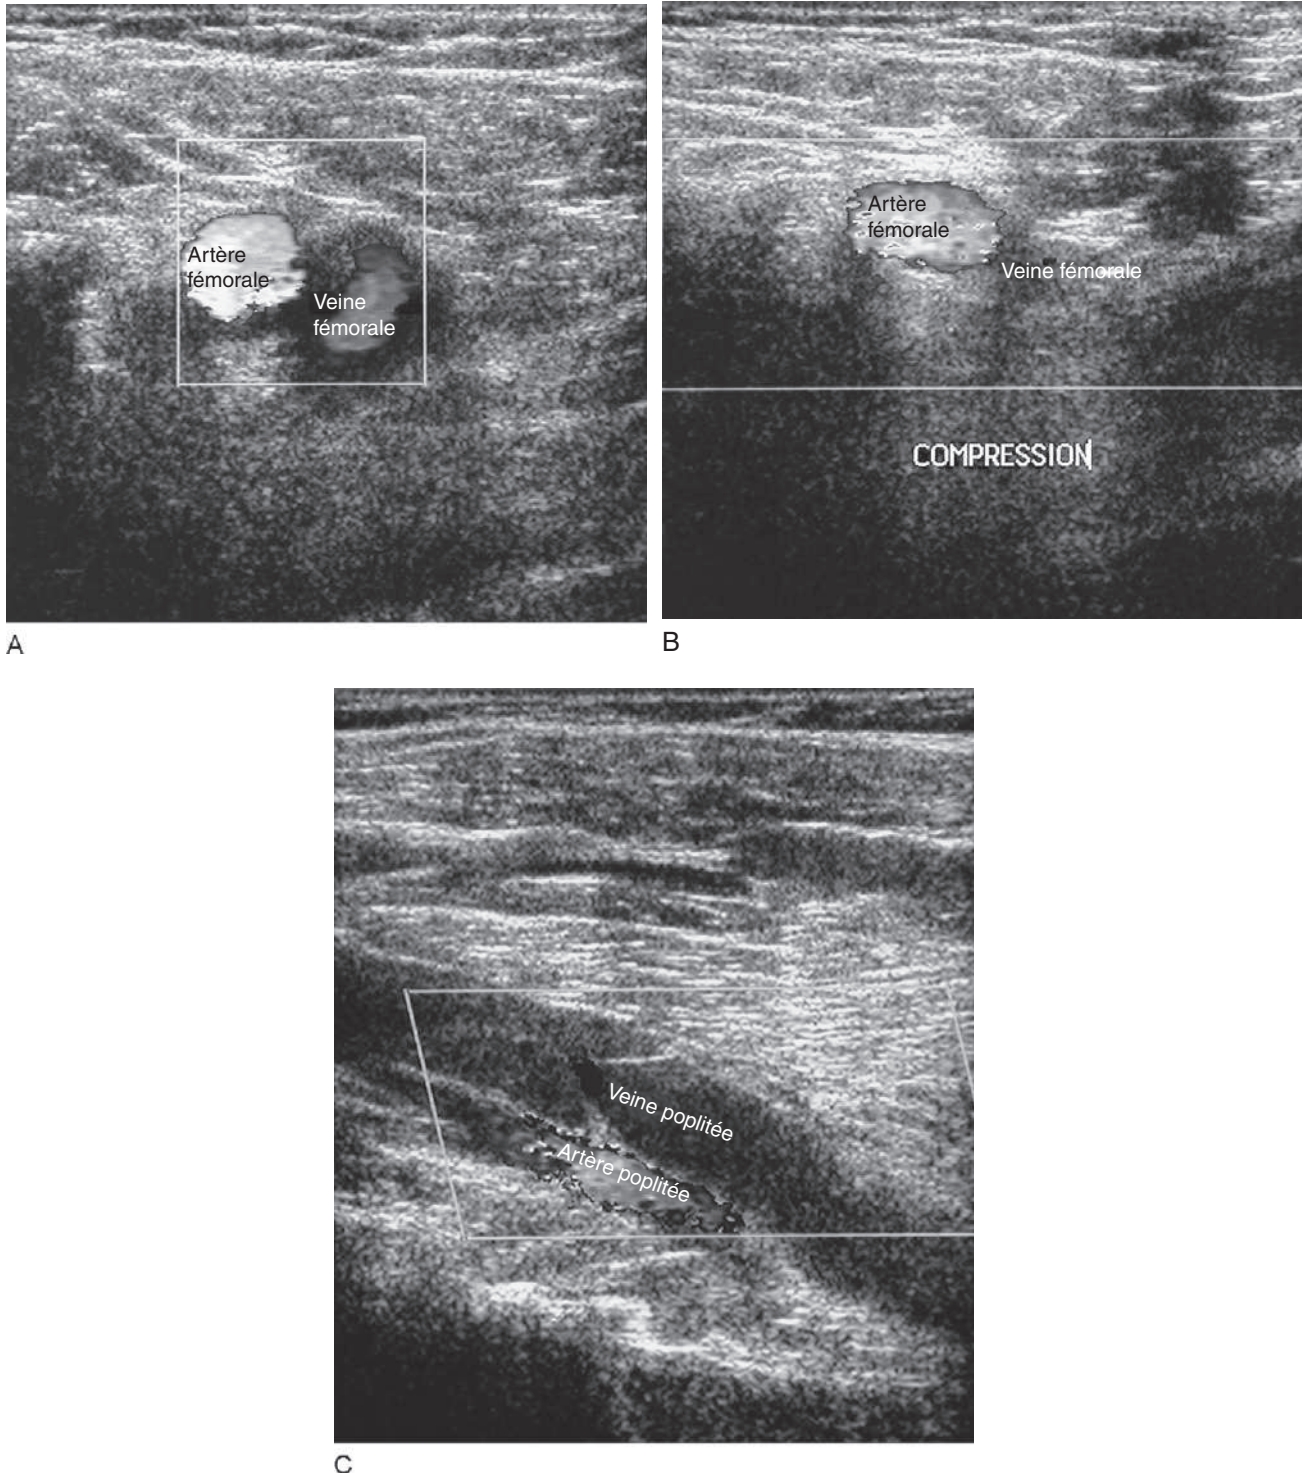 Artère
fémorale
Veine
fémorale
A
Artère
fémorale
Veine fémorale
COMPRESSION
B
Veine poplitée
Artère poplitée
C